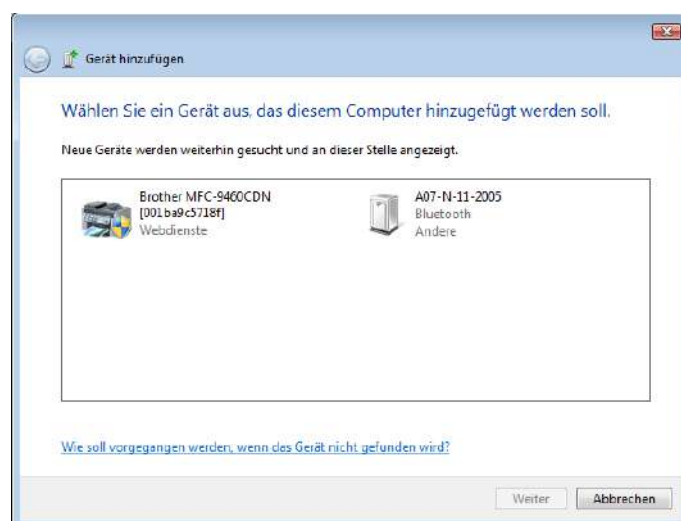 Gerät hinzufügen
Wählen Sie ein Gerät aus, das diesem Computer hinzugefügt werden soll.
Neue Geräte werden weiterhin gesucht und an dieser Stelle angezeigt.
Brother MFC-9460CDN
[001ba9c5718f]
Webdienste
A07-N-11-2005
Bluetooth
Andere
Wie soll vorgegangen werden, wenn das Gerät nicht gefunden wird?
Weiter
Abbrechen